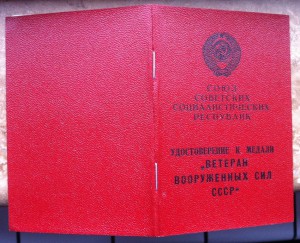 СОЮЗ
СОВЕТСКИХ
СОЦИАЛИСТИЧЕСКИХ
РЕСПУБЛИК
УДОСТОВЕРЕНИЕ К МЕДАЛИ
„ВЕТЕРАН
ВООРУЖЕННЫХ СИЛ
СССР“